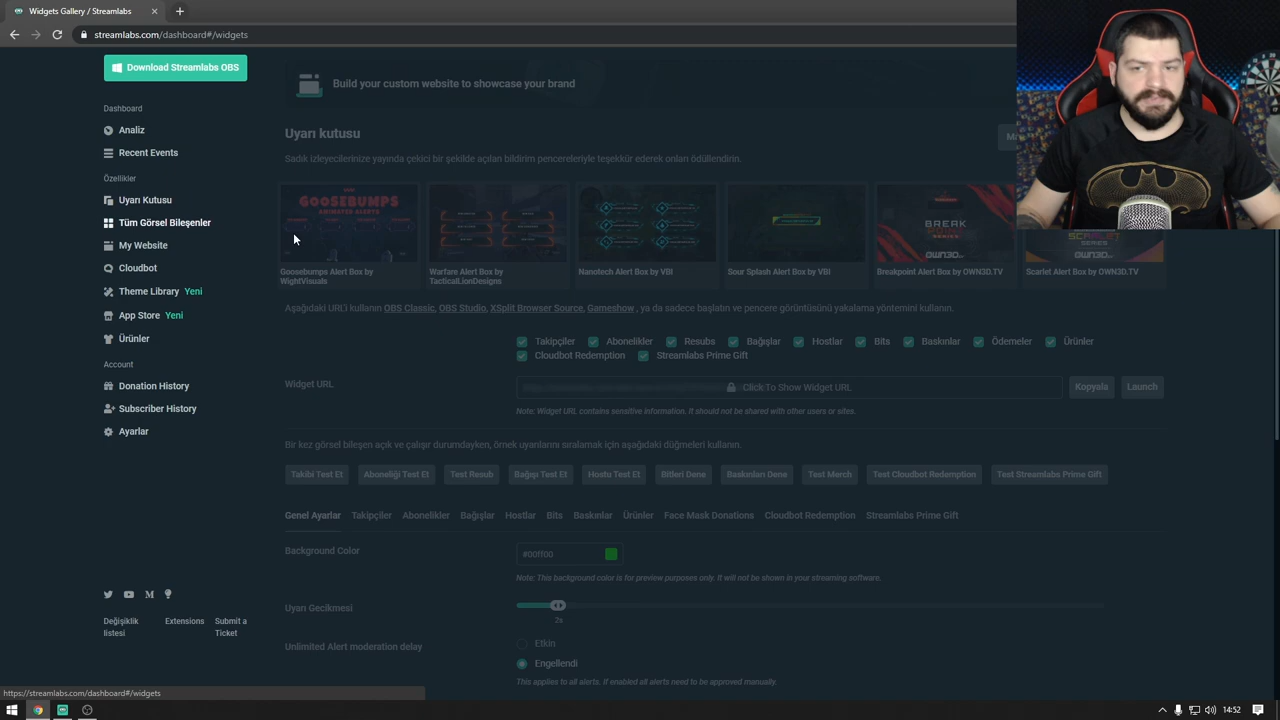 Widgets Gallery / Streamlabs
streamlabs.com/dashboard#/widgets
Download Streamlabs OBS
Dashboard
Analiz
Recent Events
Özellikler
Uyarı Kutusu
Tüm Görsel Bileşenler
My Website
Cloudbot
Theme Library Yeni
App Store Yeni
Ürünler
Account
Donation History
Subscriber History
Ayarlar
Değişiklik listesi
Extensions
Submit a Ticket
Build your custom website to showcase your brand
Uyarı kutusu
Sadık izleyecilerinize yayında çekici bir şekilde açılan bildirim pencereleriyle teşekkür ederek onları ödüllendirin.
GOOSEBUMPS
ANIMATED ALERTS
BREAK
SERIES
OWN3D.TV
SCARLET
SERIES
OWN3D.TV
Goosebumps Alert Box by WightVisuals
Warfare Alert Box by TacticalLionDesigns
Nanotech Alert Box by VBI
Sour Splash Alert Box by VBI
Breakpoint Alert Box by OWN3D.TV
Scarlet Alert Box by OWN3D.TV
Aşağıdaki URL'i kullanın OBS Classic, OBS Studio, XSplit Browser Source, Gameshow , ya da sadece başlatın ve pencere görüntüsünü yakalama yöntemini kullanın.
Takipçiler Abonelikler Resubs Bağışlar Hostlar Bits Baskınlar Ödemeler Ürünler
Cloudbot Redemption Streamlabs Prime Gift
Widget URL
Click To Show Widget URL
Kopyala
Launch
Note: Widget URL contains sensitive information. It should not be shared with other users or sites.
Bir kez görsel bileşen açık ve çalışır durumdayken, örnek uyarılarını sıralamak için aşağıdaki düğmeleri kullanın.
Takibi Test Et Aboneliği Test Et Test Resub Bağışı Test Et Hostu Test Et Bitleri Dene Baskınları Dene Test Merch Test Cloudbot Redemption Test Streamlabs Prime Gift
Genel Ayarlar Takipçiler Abonelikler Bağışlar Hostlar Bits Baskınlar Ürünler Face Mask Donations Cloudbot Redemption Streamlabs Prime Gift
Background Color
#00ff00
Note: This background color is for preview purposes only. It will not be shown in your streaming software.
Uyarı Gecikmesi
2s
Unlimited Alert moderation delay
Etkin
Engellendi
This applies to all alerts. If enabled all alerts need to be approved manually.
https://streamlabs.com/dashboard#/widgets
14:52